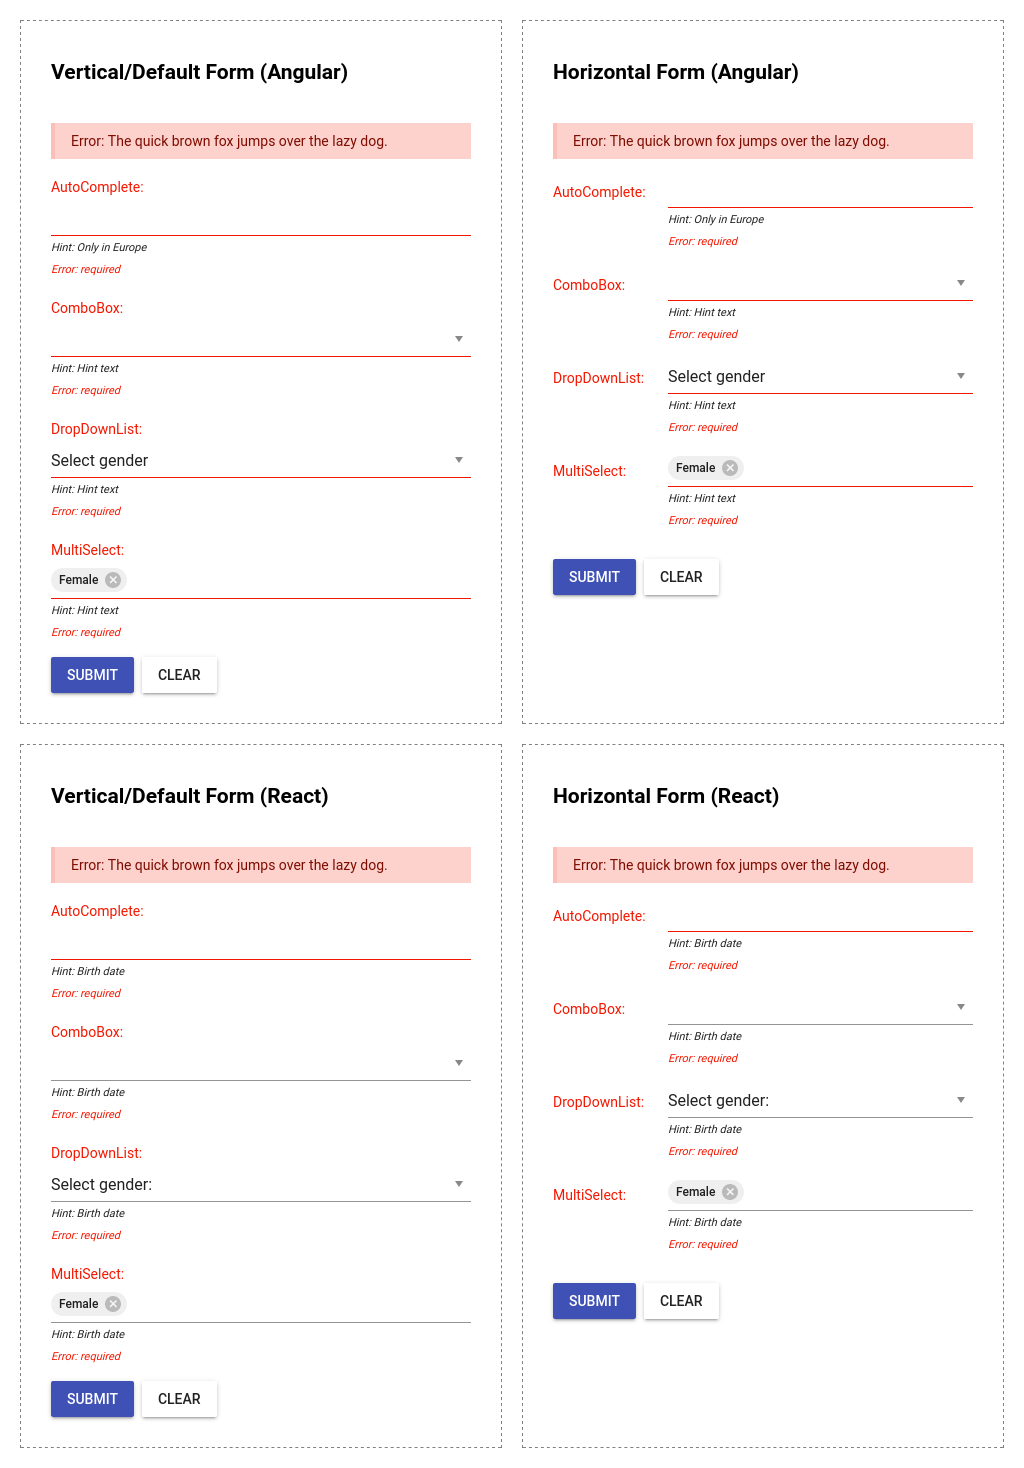 Vertical/Default Form (Angular)
Error: The quick brown fox jumps over the lazy dog.
AutoComplete:
Hint: Only in Europe
Error: required
ComboBox:
Hint: Hint text
Error: required
DropDownList:
Select gender
Hint: Hint text
Error: required
MultiSelect:
Female
Hint: Hint text
Error: required
SUBMIT CLEAR
Horizontal Form (Angular)
Error: The quick brown fox jumps over the lazy dog.
AutoComplete:
Hint: Only in Europe
Error: required
ComboBox:
Hint: Hint text
Error: required
DropDownList: Select gender
Hint: Hint text
Error: required
MultiSelect: Female
Hint: Hint text
Error: required
SUBMIT CLEAR
Vertical/Default Form (React)
Error: The quick brown fox jumps over the lazy dog.
AutoComplete:
Hint: Birth date
Error: required
ComboBox:
Hint: Birth date
Error: required
DropDownList:
Select gender:
Hint: Birth date
Error: required
MultiSelect:
Female
Hint: Birth date
Error: required
SUBMIT CLEAR
Horizontal Form (React)
Error: The quick brown fox jumps over the lazy dog.
AutoComplete:
Hint: Birth date
Error: required
ComboBox:
Hint: Birth date
Error: required
DropDownList: Select gender:
Hint: Birth date
Error: required
MultiSelect: Female
Hint: Birth date
Error: required
SUBMIT CLEAR